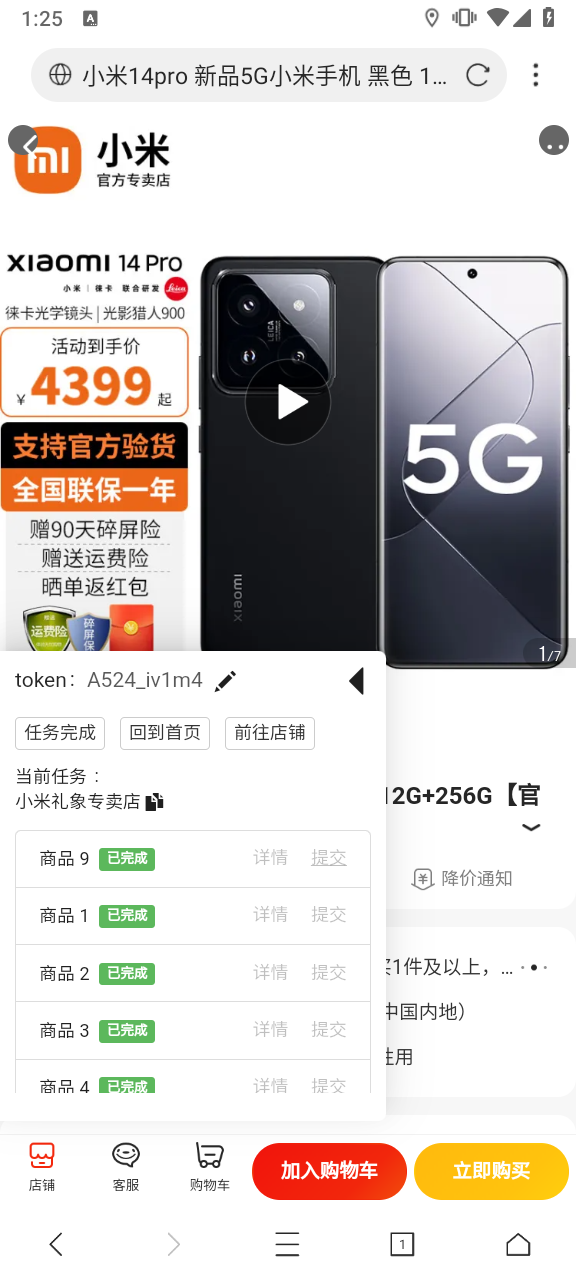 1:25
A
小米14pro 新品5G小米手机 黑色 1...
小米
官方专卖店
XIAOMI 14 Pro
小米 | 徕卡 联合研发 Leica
徕卡光学镜头 | 光影猎人900
活动到手价
¥ 4399 起
支持官方验货
全国联保一年
赠90天碎屏险
赠送运费险
晒单返红包
运费险
碎屏保
LEICA
xiaomi
5G
1/7
token: A524_iv1m4
任务完成 回到首页 前往店铺
当前任务：
小米礼象专卖店
商品 9 已完成 详情 提交
商品 1 已完成 详情 提交
商品 2 已完成 详情 提交
商品 3 已完成 详情 提交
商品 4 已完成 详情 提交
12G+256G【官
降价通知
买1件及以上，...
中国内地）
性用
店铺
客服
购物车
加入购物车
立即购买
1